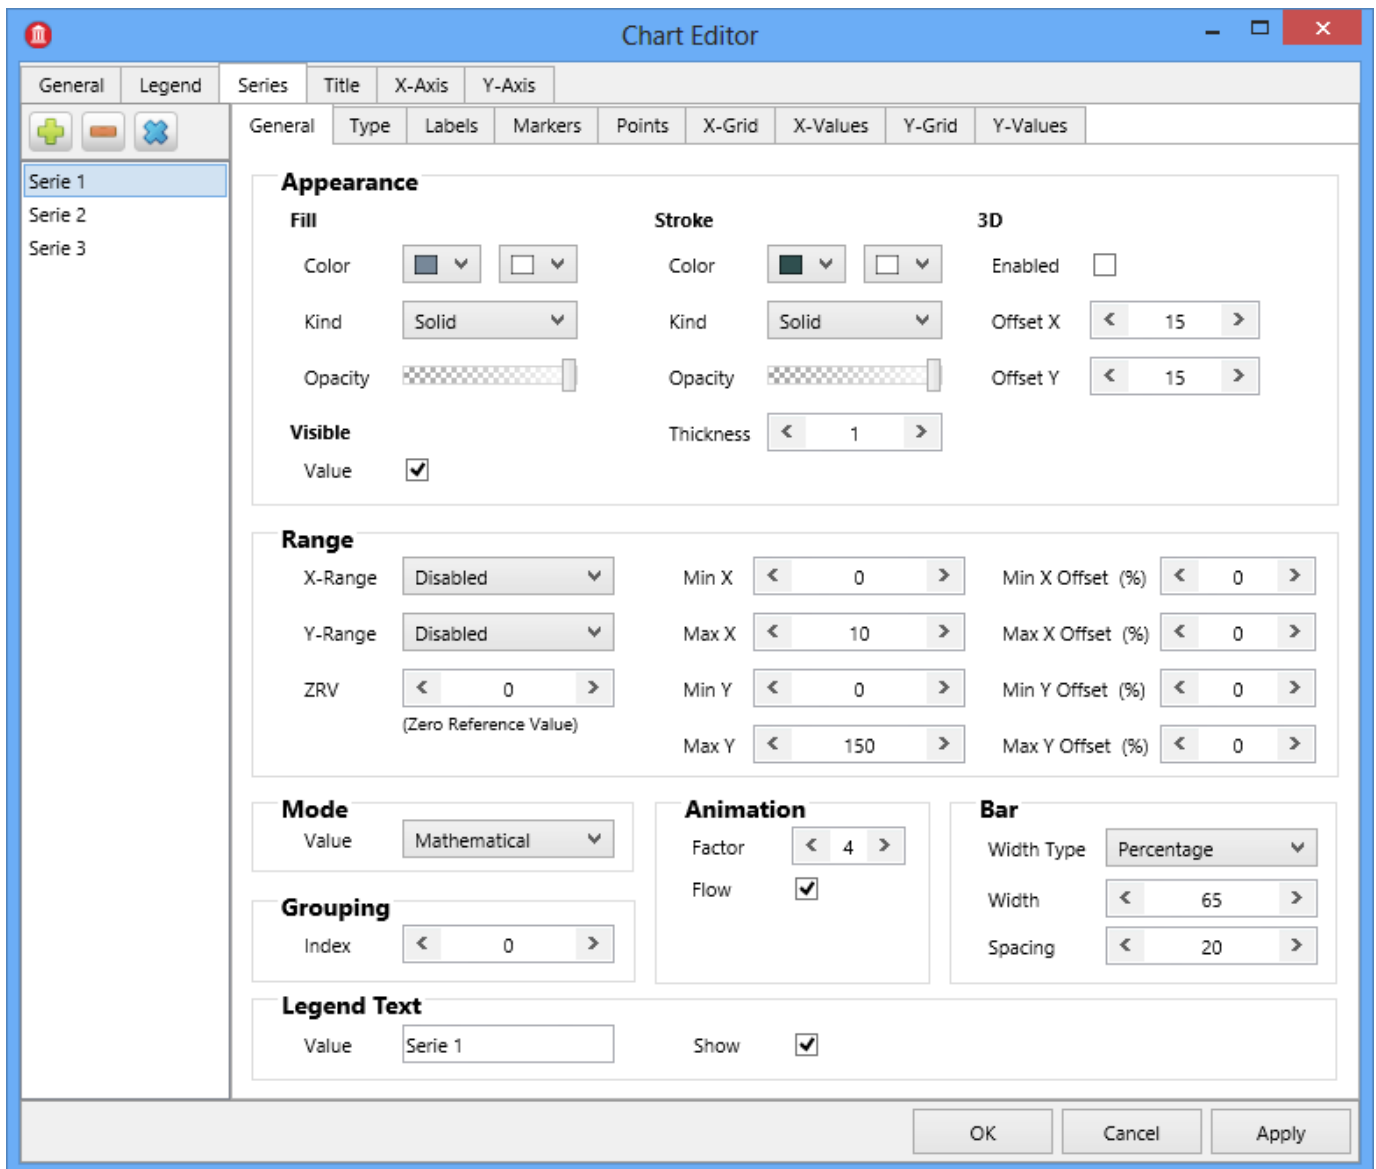 Chart Editor
General Legend Series Title X-Axis Y-Axis
General Type Labels Markers Points X-Grid X-Values Y-Grid Y-Values
Serie 1
Serie 2
Serie 3
Appearance
Fill Stroke 3D
Color Color Enabled
Kind Solid Kind Solid Offset X 15
Opacity Opacity Offset Y 15
Visible Thickness 1
Value
Range
X-Range Disabled Min X 0 Min X Offset (%) 0
Y-Range Disabled Max X 10 Max X Offset (%) 0
ZRV 0 Min Y 0 Min Y Offset (%) 0
(Zero Reference Value)
Max Y 150 Max Y Offset (%) 0
Mode Animation Bar
Value Mathematical Factor 4 Width Type Percentage
Flow Width 65
Grouping
Index 0 Spacing 20
Legend Text
Value Serie 1 Show
OK Cancel Apply